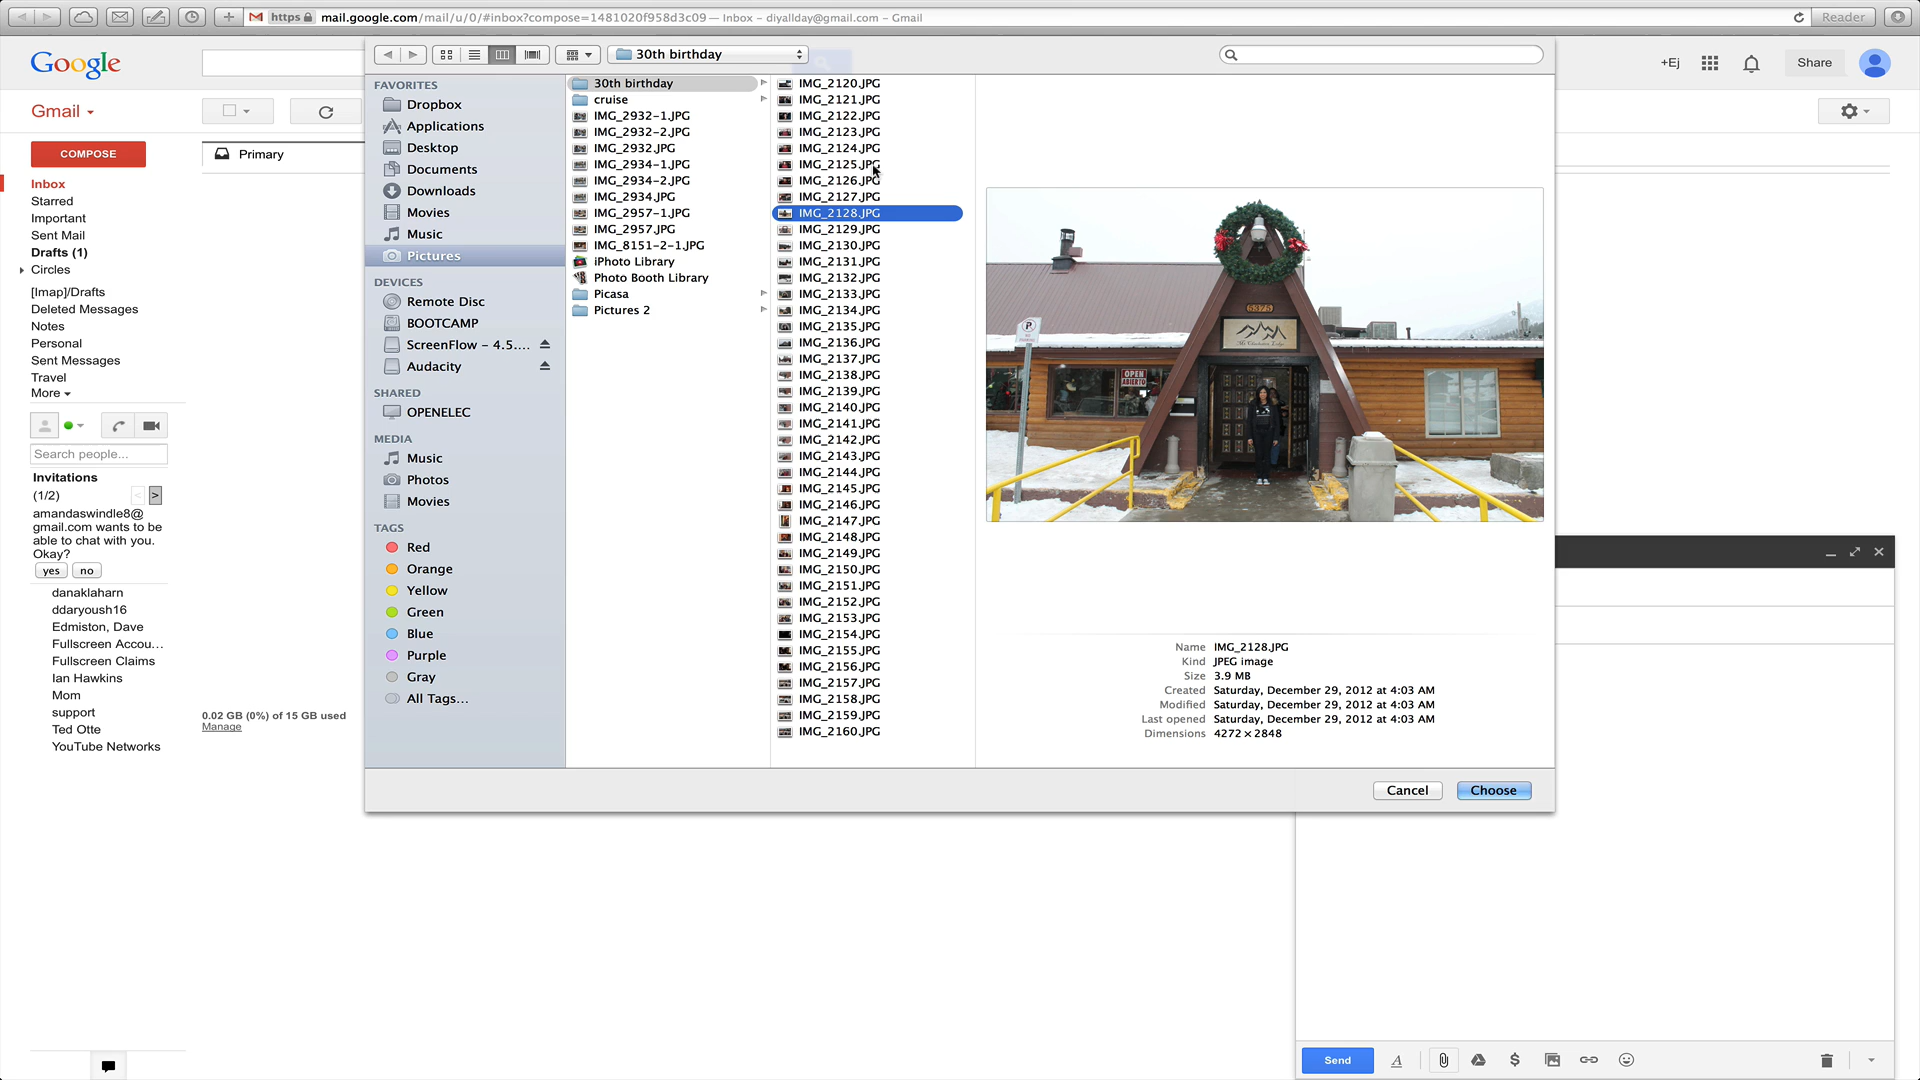 https mail.google.com/mail/u/0/#inbox?compose=1481020f958d3c09 — Inbox – diyallday@gmail.com – Gmail
Reader
Google
+Ej
Share
Gmail
COMPOSE
Inbox
Starred
Important
Sent Mail
Drafts (1)
Circles
[Imap]/Drafts
Deleted Messages
Notes
Personal
Sent Messages
Travel
More
Search people...
Invitations
(1/2)
<
>
amandaswindle8@
gmail.com wants to be
able to chat with you.
Okay?
yes
no
danaklaharn
ddaryoush16
Edmiston, Dave
Fullscreen Accou...
Fullscreen Claims
Ian Hawkins
Mom
support
Ted Otte
YouTube Networks
Primary
0.02 GB (0%) of 15 GB used
Manage
30th birthday
FAVORITES
Dropbox
Applications
Desktop
Documents
Downloads
Movies
Music
Pictures
DEVICES
Remote Disc
BOOTCAMP
ScreenFlow – 4.5....
Audacity
SHARED
OPENELEC
MEDIA
Music
Photos
Movies
TAGS
Red
Orange
Yellow
Green
Blue
Purple
Gray
All Tags...
30th birthday
cruise
IMG_2932-1.JPG
IMG_2932-2.JPG
IMG_2932.JPG
IMG_2934-1.JPG
IMG_2934-2.JPG
IMG_2934.JPG
IMG_2957-1.JPG
IMG_2957.JPG
IMG_8151-2-1.JPG
iPhoto Library
Photo Booth Library
Picasa
Pictures 2
IMG_2120.JPG
IMG_2121.JPG
IMG_2122.JPG
IMG_2123.JPG
IMG_2124.JPG
IMG_2125.JPG
IMG_2126.JPG
IMG_2127.JPG
IMG_2128.JPG
IMG_2129.JPG
IMG_2130.JPG
IMG_2131.JPG
IMG_2132.JPG
IMG_2133.JPG
IMG_2134.JPG
IMG_2135.JPG
IMG_2136.JPG
IMG_2137.JPG
IMG_2138.JPG
IMG_2139.JPG
IMG_2140.JPG
IMG_2141.JPG
IMG_2142.JPG
IMG_2143.JPG
IMG_2144.JPG
IMG_2145.JPG
IMG_2146.JPG
IMG_2147.JPG
IMG_2148.JPG
IMG_2149.JPG
IMG_2150.JPG
IMG_2151.JPG
IMG_2152.JPG
IMG_2153.JPG
IMG_2154.JPG
IMG_2155.JPG
IMG_2156.JPG
IMG_2157.JPG
IMG_2158.JPG
IMG_2159.JPG
IMG_2160.JPG
5375
P
OPEN
ABIERTO
Name IMG_2128.JPG
Kind JPEG image
Size 3.9 MB
Created Saturday, December 29, 2012 at 4:03 AM
Modified Saturday, December 29, 2012 at 4:03 AM
Last opened Saturday, December 29, 2012 at 4:03 AM
Dimensions 4272 × 2848
Cancel
Choose
Send
A
$